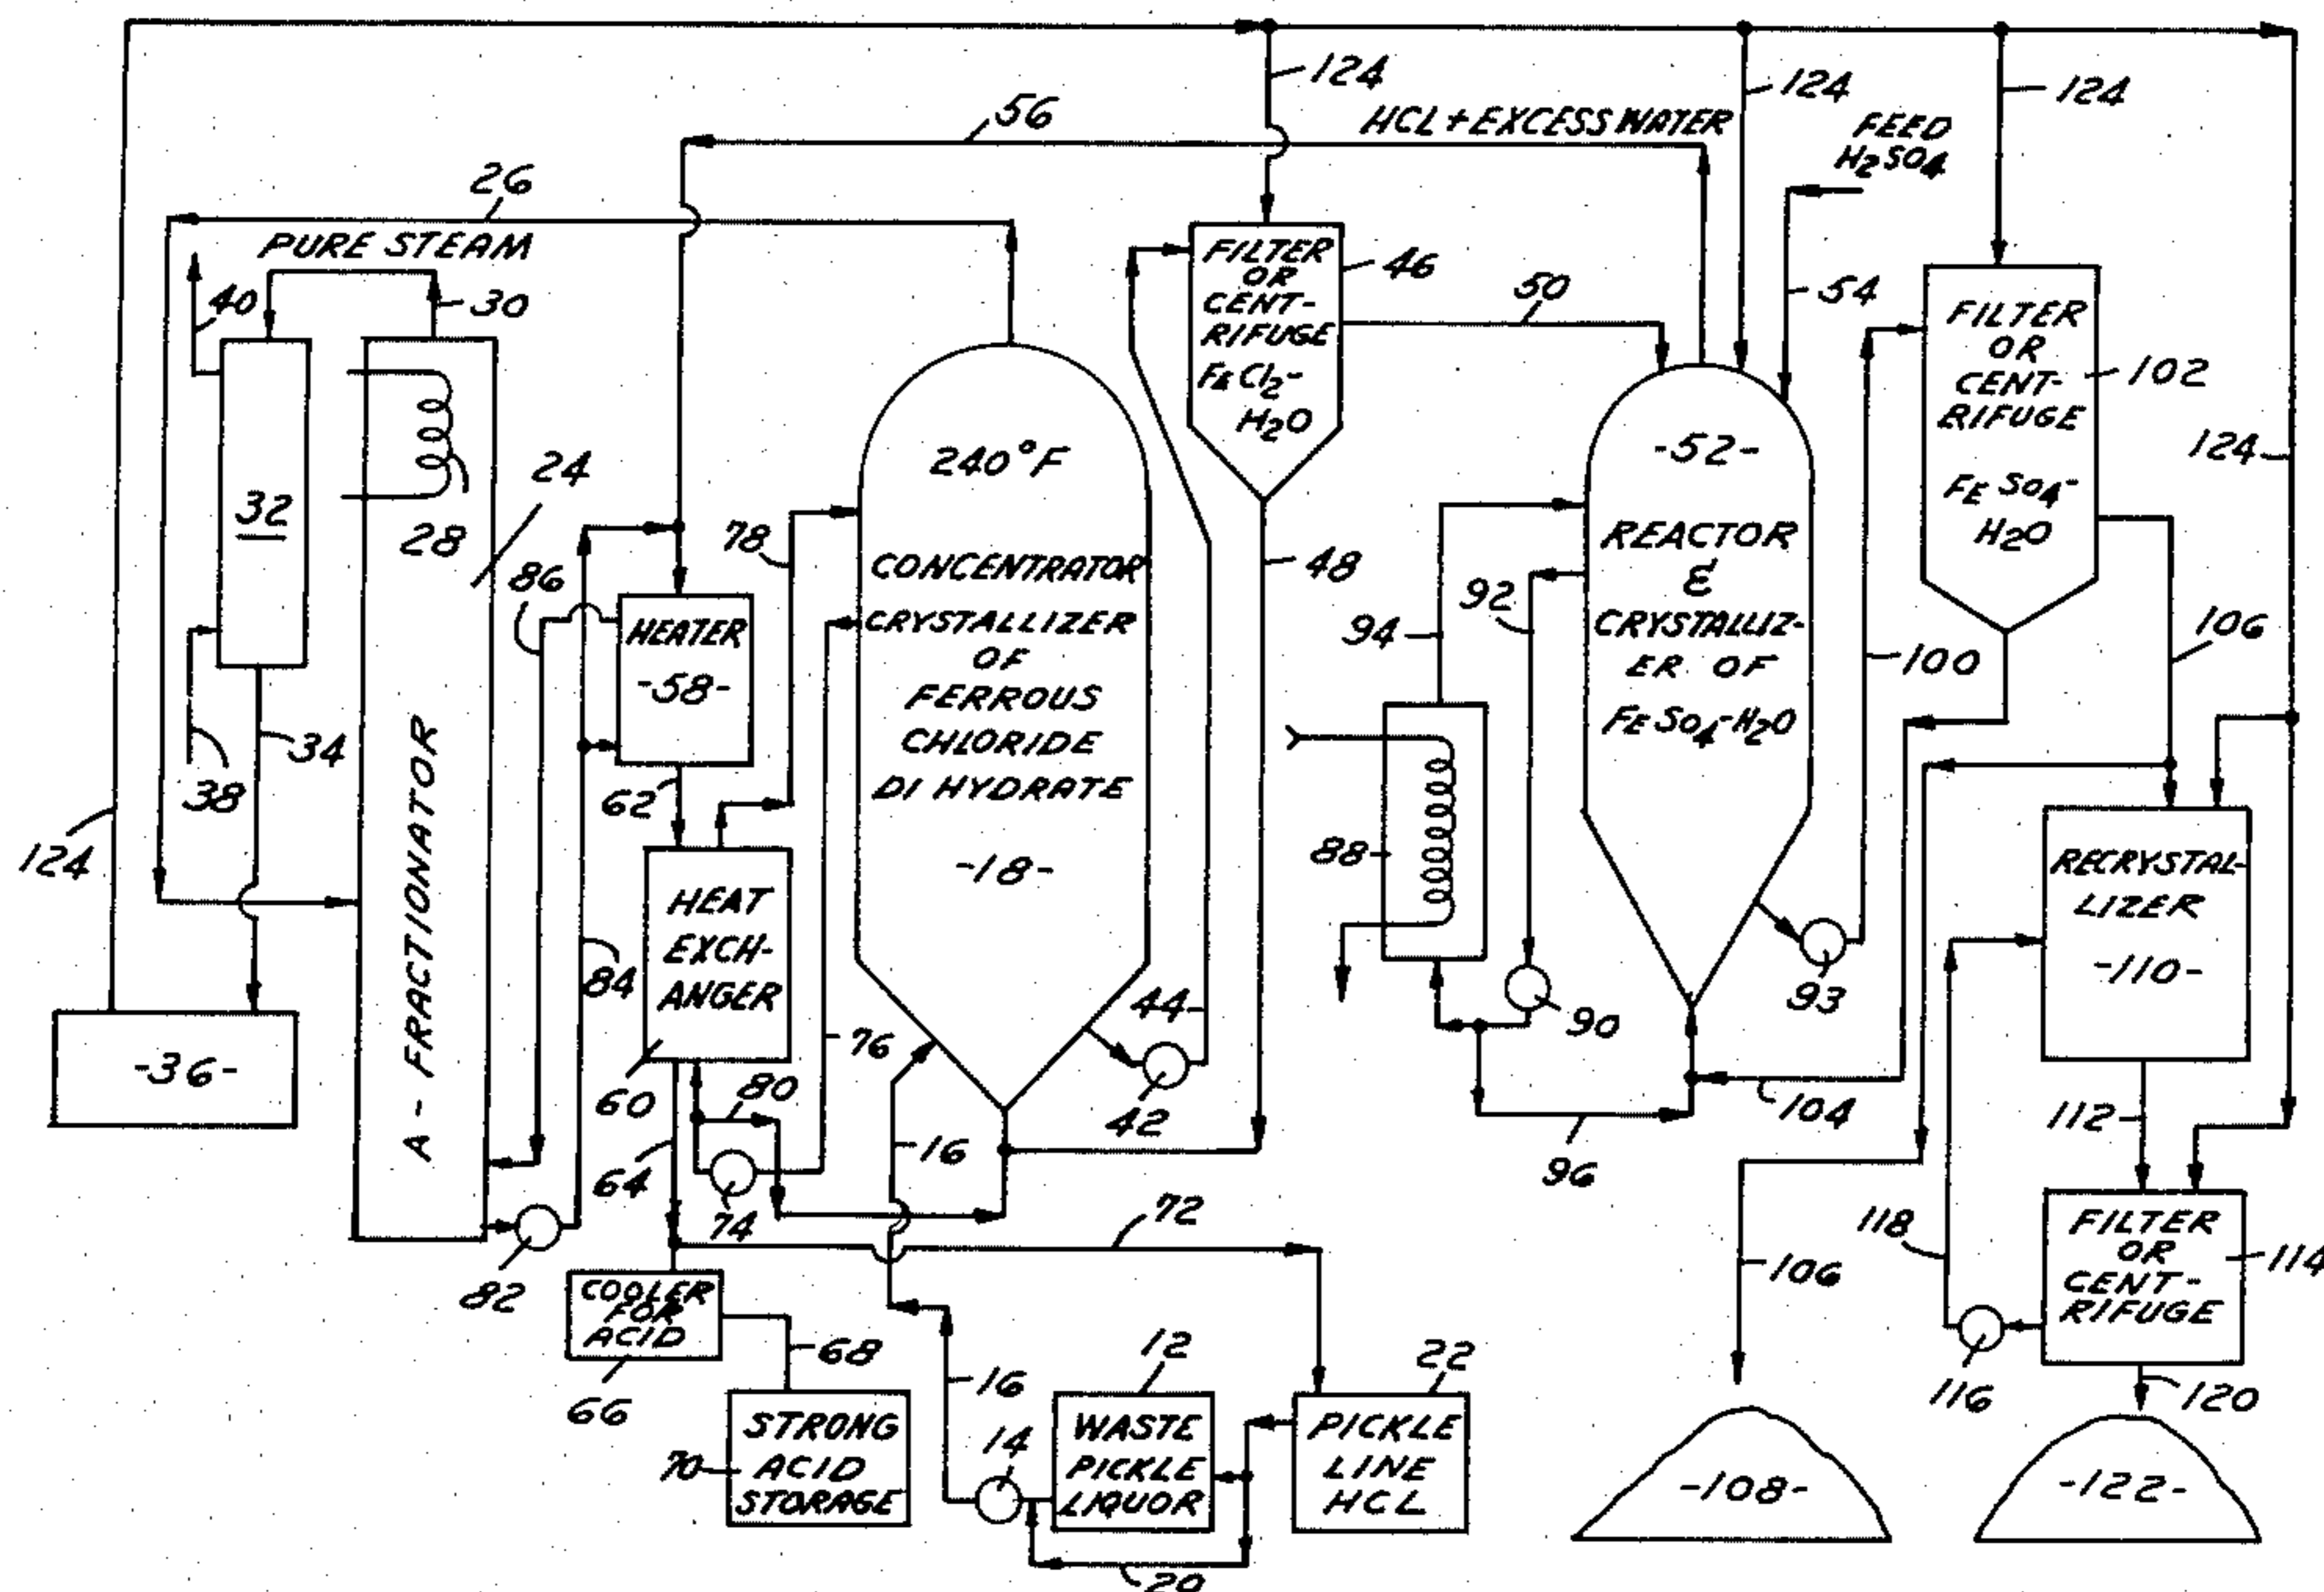 124
124
124
56
HCL + EXCESS WATER
FEED
H2SO4
26
PURE STEAM
40
30
FILTER
OR
CENT-
RIFUGE
FeCl2-
H2O
46
50
54
FILTER
OR
CENT-
RIFUGE
FE SO4-
H2O
102
124
32
28
24
240°F
CONCENTRATOR
CRYSTALLIZER
OF
FERROUS
CHLORIDE
DI HYDRATE
-18-
78
86
48
-52-
REACTOR
&
CRYSTALLIZ-
ER OF
FE SO4-H2O
92
94
100
106
HEATER
-58-
34
38
62
124
A - FRACTIONATOR
84
HEAT
EXCH-
ANGER
60
88
90
93
RECRYSTAL-
LIZER
-110-
-36-
76
80
44
42
16
64
74
96
104
112
82
72
118
106
FILTER
OR
CENT-
RIFUGE
114
COOLER
FOR
ACID
66
68
16
12
22
116
120
70
STRONG
ACID
STORAGE
14
WASTE
PICKLE
LIQUOR
PICKLE
LINE
HCL
-108-
-122-
20